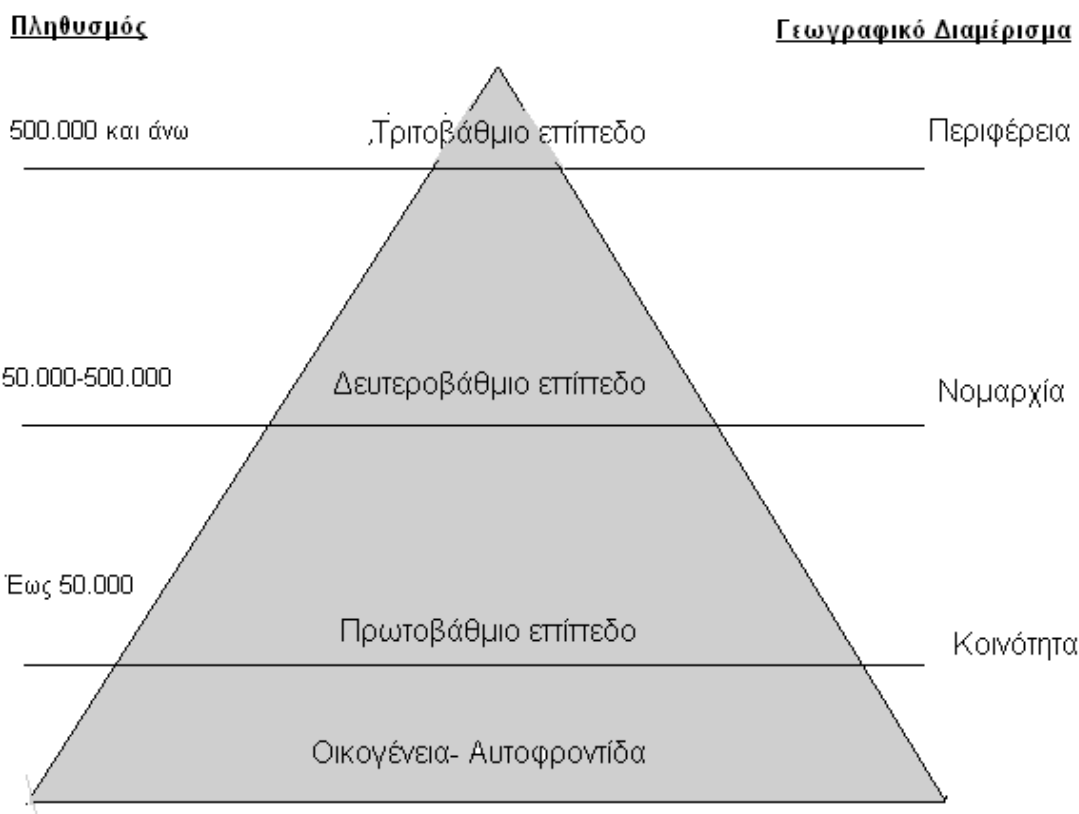 Πληθυσμός Γεωγραφικό Διαμέρισμα
500.000 και άνω ,Τριτοβάθμιο επίπεδο Περιφέρεια
50.000-500.000 Δευτεροβάθμιο επίπεδο Νομαρχία
Έως 50.000
Πρωτοβάθμιο επίπεδο Κοινότητα
Οικογένεια- Αυτοφροντίδα